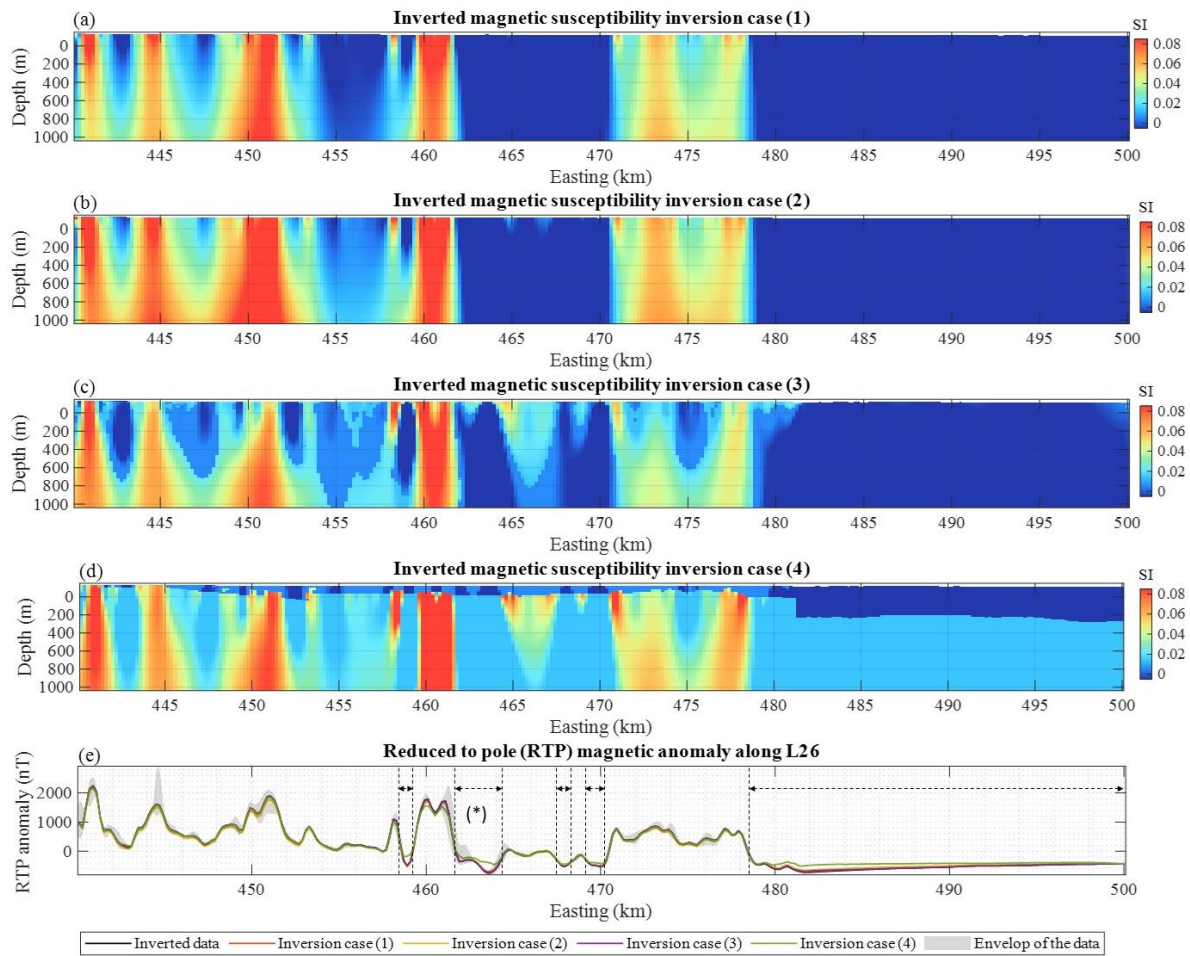 (a) Inverted magnetic susceptibility inversion case (1) SI
Depth (m)
0
200
400
600
800
1000
0.08
0.06
0.04
0.02
0
445 450 455 460 465 470 475 480 485 490 495 500
Easting (km)
(b) Inverted magnetic susceptibility inversion case (2) SI
Depth (m)
0
200
400
600
800
1000
0.08
0.06
0.04
0.02
0
445 450 455 460 465 470 475 480 485 490 495 500
Easting (km)
(c) Inverted magnetic susceptibility inversion case (3) SI
Depth (m)
0
200
400
600
800
1000
0.08
0.06
0.04
0.02
0
445 450 455 460 465 470 475 480 485 490 495 500
Easting (km)
(d) Inverted magnetic susceptibility inversion case (4) SI
Depth (m)
0
200
400
600
800
1000
0.08
0.06
0.04
0.02
0
445 450 455 460 465 470 475 480 485 490 495 500
Easting (km)
(e) Reduced to pole (RTP) magnetic anomaly along L26
RTP anomaly (nT)
2000
1000
0
(*)
450 460 470 480 490 500
Easting (km)
Inverted data Inversion case (1) Inversion case (2) Inversion case (3) Inversion case (4) Envelop of the data